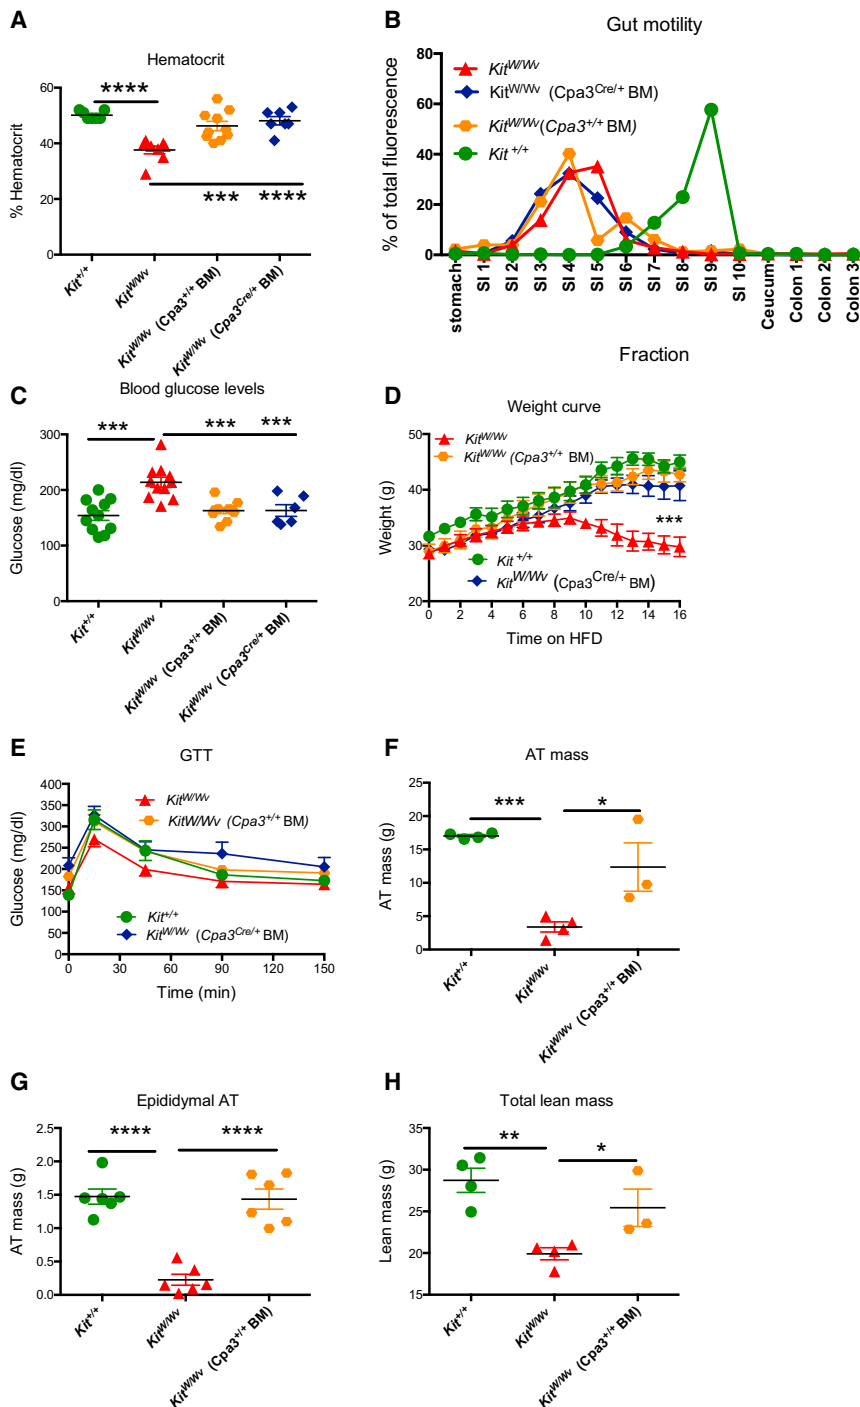 A
Hematocrit
60
40
20
0
% Hematocrit
****
***
****
Kit+/+
KitW/Wv
KitW/Wv (Cpa3+/+ BM)
KitW/Wv (Cpa3Cre/+ BM)
B
Gut motility
80
60
40
20
0
% of total fluorescence
KitW/Wv
KitW/Wv (Cpa3Cre/+ BM)
KitW/Wv(Cpa3+/+ BM)
Kit +/+
stomach
SI 1
SI 2
SI 3
SI 4
SI 5
SI 6
SI 7
SI 8
SI 9
SI 10
Ceucum
Colon 1
Colon 2
Colon 3
Fraction
C
Blood glucose levels
300
200
100
0
Glucose (mg/dl)
***
***
***
Kit+/+
KitW/Wv
KitW/Wv (Cpa3+/+ BM)
KitW/Wv (Cpa3Cre/+ BM)
D
Weight curve
50
40
30
20
Weight (g)
KitW/Wv
KitW/Wv (Cpa3+/+ BM)
***
Kit +/+
KitW/Wv (Cpa3Cre/+ BM)
0 2 4 6 8 10 12 14 16
Time on HFD
E
GTT
400
350
300
250
200
150
100
50
0
Glucose (mg/dl)
KitW/Wv
KitW/Wv (Cpa3+/+ BM)
Kit+/+
KitW/Wv (Cpa3Cre/+ BM)
0 30 60 90 120 150
Time (min)
F
AT mass
25
20
15
10
5
0
AT mass (g)
***
*
Kit+/+
KitW/Wv
KitW/Wv (Cpa3+/+ BM)
G
Epididymal AT
2.5
2.0
1.5
1.0
0.5
0.0
AT mass (g)
****
****
Kit+/+
KitW/Wv
KitW/Wv (Cpa3+/+ BM)
H
Total lean mass
35
30
25
20
15
Lean mass (g)
**
*
Kit+/+
KitW/Wv
KitW/Wv (Cpa3+/+ BM)